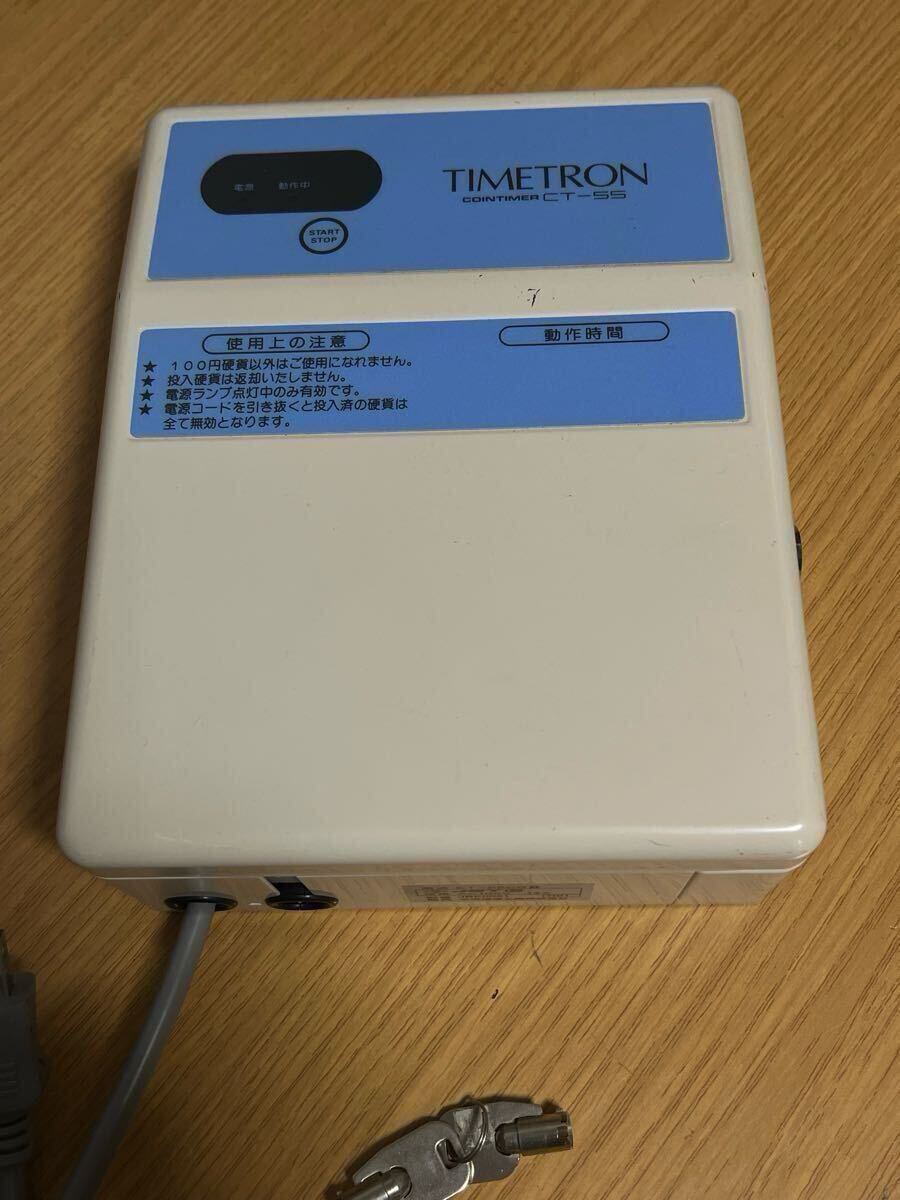 電源 動作中
TIMETRON
COINTIMER CT-55
START
STOP
使用上の注意
動作時間
★ 100円硬貨以外はご使用になれません。
★ 投入硬貨は返却いたしません。
★ 電源ランプ点灯中のみ有効です。
★ 電源コードを引き抜くと投入済の硬貨は
全て無効となります。